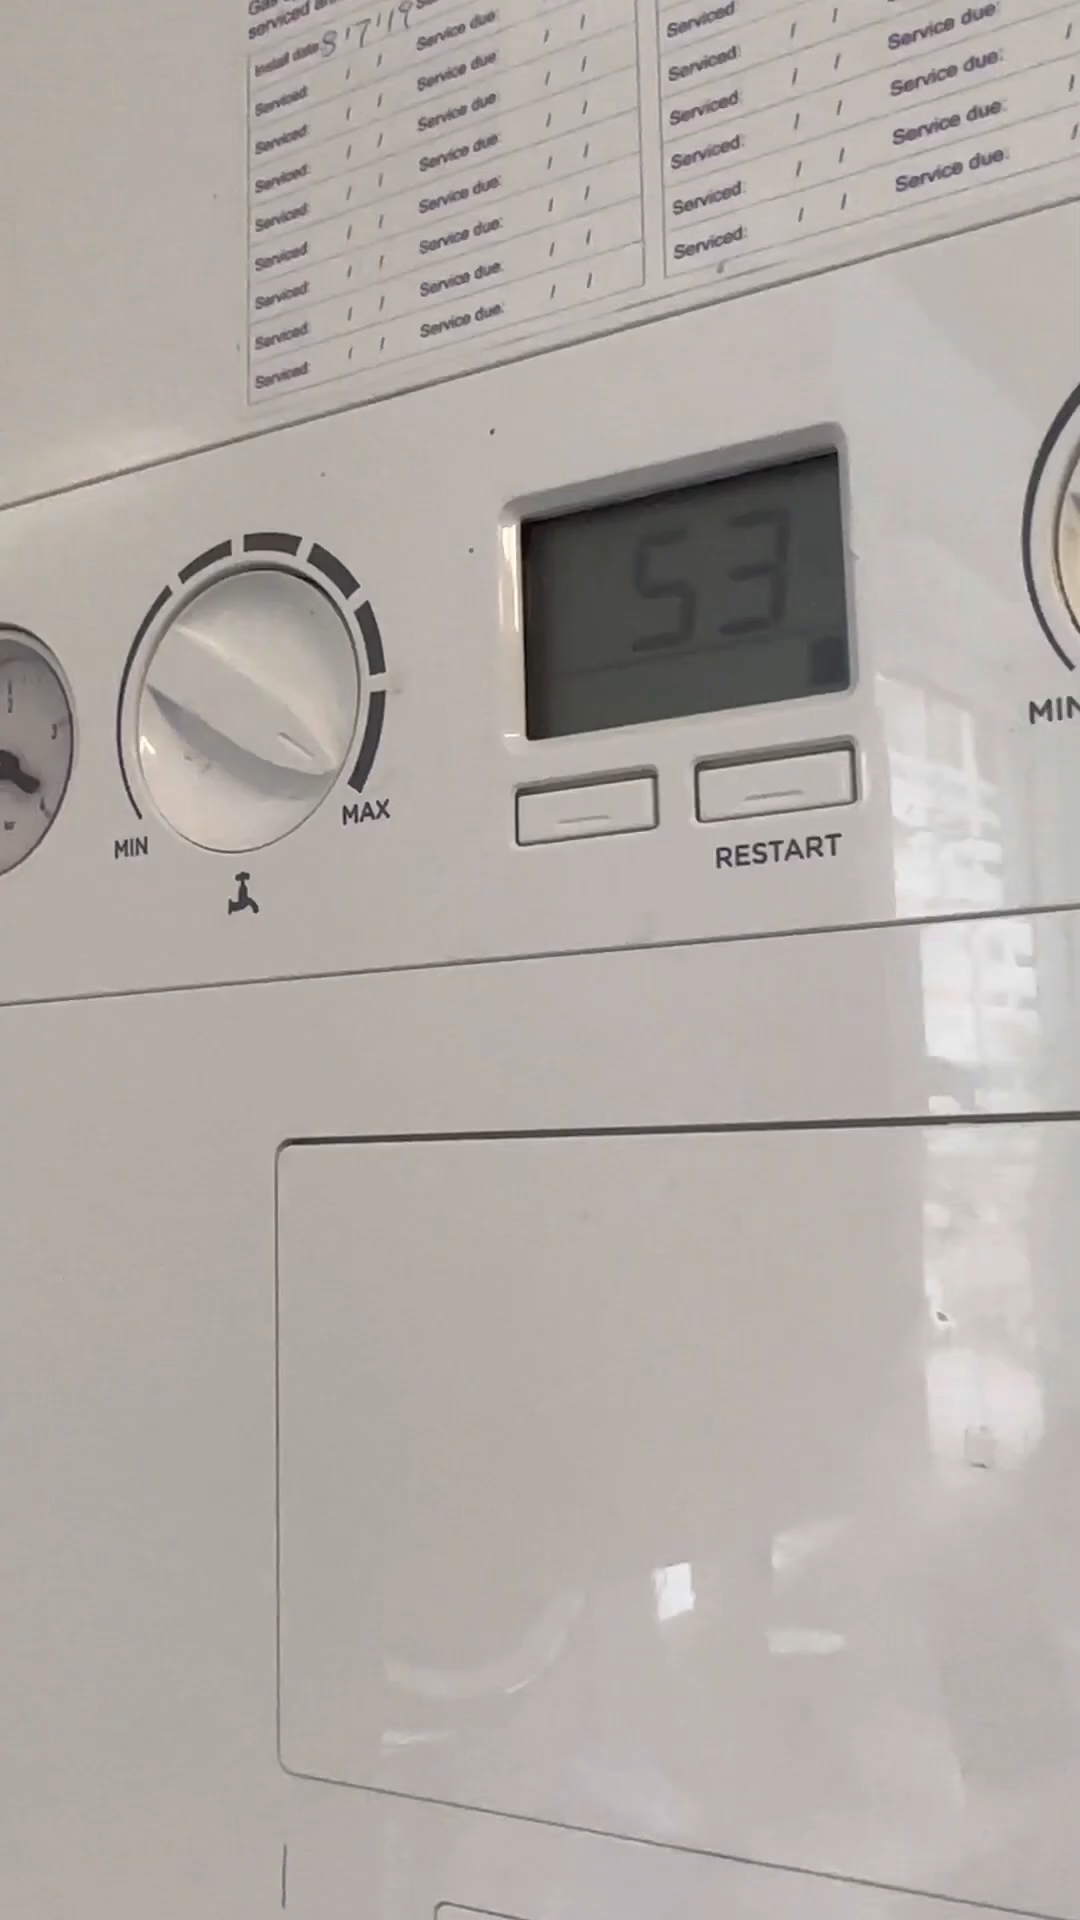 serviced
Install date 8/7/19
Service due:
Serviced: / / Service due: / /
Serviced: / / Service due: / /
Serviced: / / Service due: / /
Serviced: / / Service due: / /
Serviced: / / Service due: / /
Serviced: / / Service due: / /
Serviced: / / Service due: / /
Serviced: / /
Serviced:
Serviced: / / Service due: /
Serviced: / / Service due: /
Serviced: / / Service due: /
Serviced: / / Service due:
Serviced: / /
53
MIN
MAX
RESTART
MIN